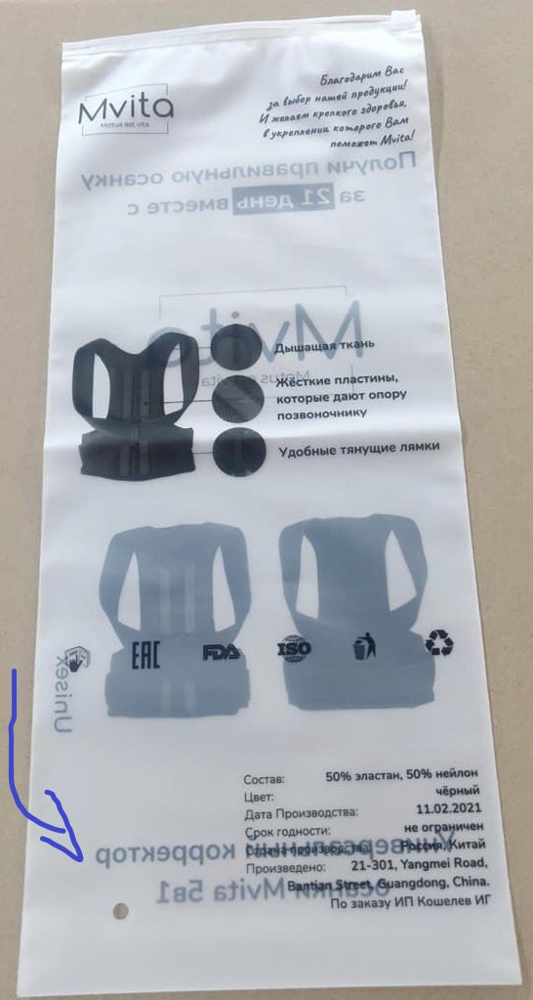 Mvita
Motus est vita
Благодарим Вас
за выбор нашей продукции!
И желаем крепкого здоровья,
в укреплении которого Вам
поможет Mvita!
Получи правильную осанку
за 21 день вместе с
Mvita
Motus est vita
Дышащая ткань
Жёсткие пластины,
которые дают опору
позвоночнику
Удобные тянущие лямки
Unisex
EAC FDA ISO
Состав: 50% эластан, 50% нейлон
Цвет: чёрный
Дата Производства: 11.02.2021
Срок годности: не ограничен
Страна производства: Россия, Китай
Универсальный корректор
Произведено: 21-301, Yangmei Road,
Bantian Street, Guangdong, China.
осанки Mvita 5в1
По заказу ИП Кошелев ИГ